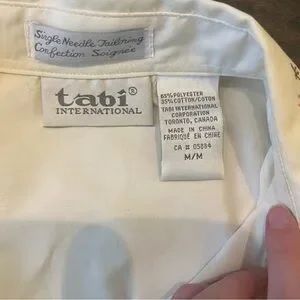 Single Needle Tailoring
Confection Soignée
tabi®
INTERNATIONAL
65% POLYESTER
35% COTTON/COTON
TABI INTERNATIONAL
CORPORATION
TORONTO, CANADA
MADE IN CHINA
FABRIQUÉ EN CHINE
CA # 05884
M/M